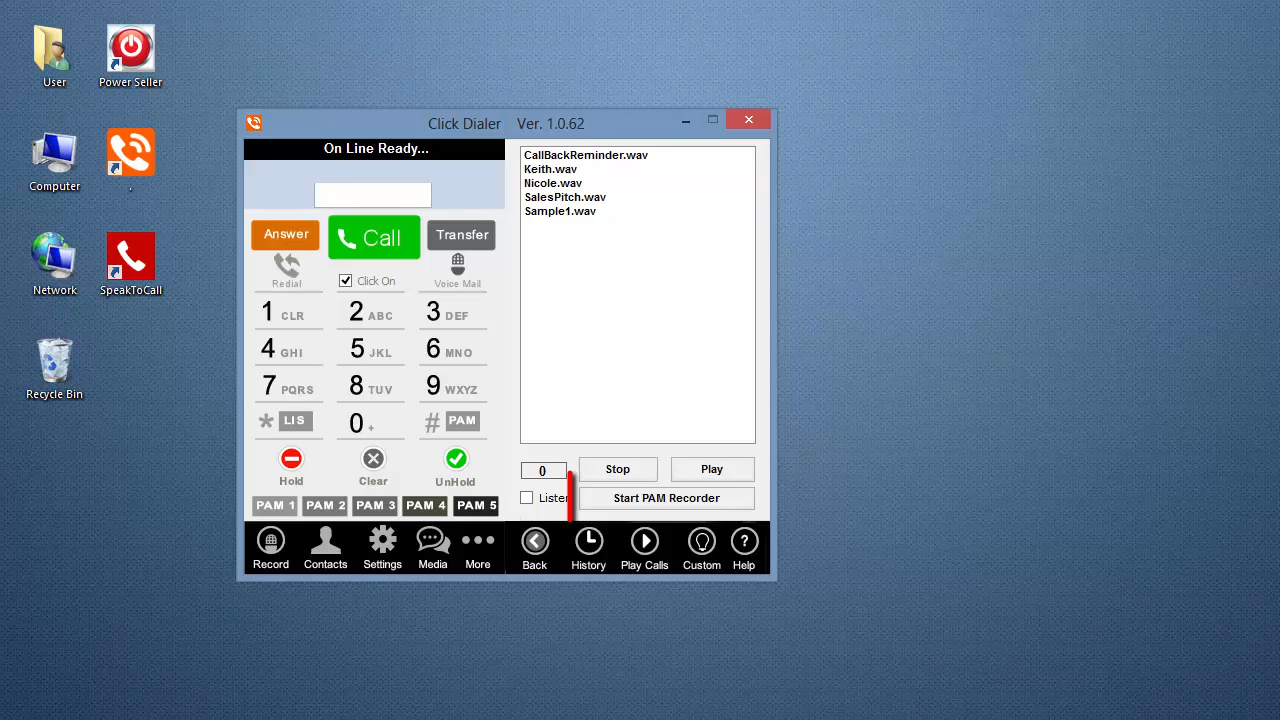 User
Power Seller
Computer
.
Network
SpeakToCall
Recycle Bin
Click Dialer Ver. 1.0.62
On Line Ready...
Answer
Call
Transfer
Redial
Click On
Voice Mail
1 CLR
2 ABC
3 DEF
4 GHI
5 JKL
6 MNO
7 PQRS
8 TUV
9 WXYZ
* LIS
0 +
# PAM
Hold
Clear
UnHold
PAM 1
PAM 2
PAM 3
PAM 4
PAM 5
Record
Contacts
Settings
Media
More
CallBackReminder.wav
Keith.wav
Nicole.wav
SalesPitch.wav
Sample1.wav
0
Stop
Play
Listen
Start PAM Recorder
Back
History
Play Calls
Custom
? Help